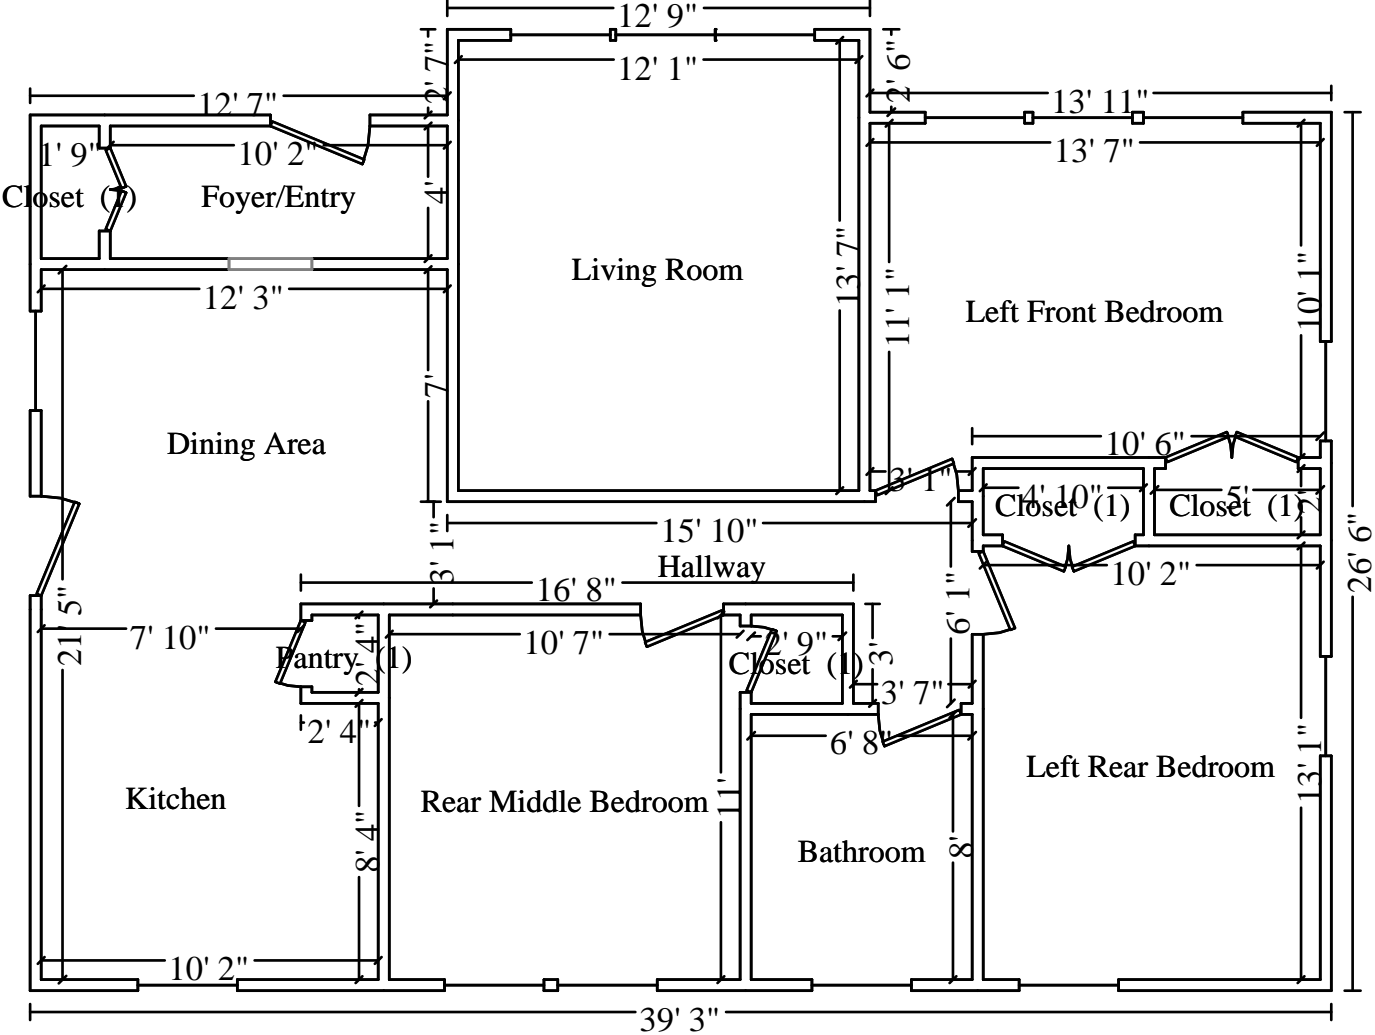 12' 9"
12' 1"
2' 7"
2' 6"
12' 7"
13' 11"
1' 9"
10' 2"
13' 7"
Closet (1)
Foyer/Entry
4'
Living Room
13' 7"
11' 1"
10' 1"
12' 3"
Left Front Bedroom
7'
Dining Area
10' 6"
3' 1"
4' 10"
Closet (1)
5'
Closet (1)
2'
15' 10"
3' 1"
Hallway
26' 6"
16' 8"
10' 2"
6' 1"
21' 5"
7' 10"
2' 4"
10' 7"
2' 9"
3'
Pantry (1)
Closet (1)
3' 7"
2' 4"
6' 8"
Left Rear Bedroom
13' 1"
Kitchen
Rear Middle Bedroom
11'
8' 4"
Bathroom
8'
10' 2"
39' 3"